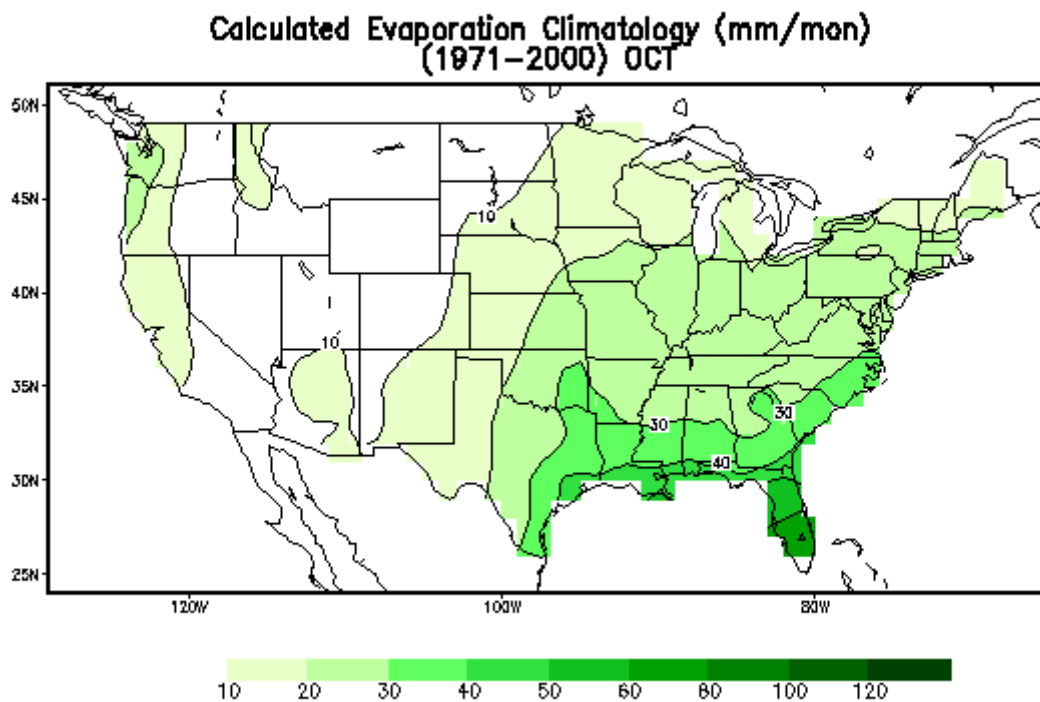 Calculated Evaporation Climatology (mm/mon)
(1971-2000) OCT
50N
45N
10
40N
10
35N
30
30
40
30N
25N
120W
100W
80W
10 20 30 40 50 60 80 100 120